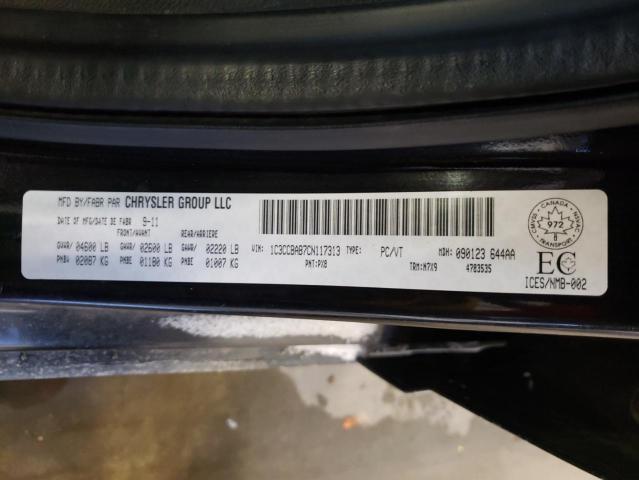 MFD BY/FABR PAR CHRYSLER GROUP LLC
DATE OF MFG/DATE DE FABR 9-11
FRONT/AVANT REAR/ARRIERE
GVWR/ 04600 LB GAWR/ 02600 LB GAWR/ 02220 LB
PNBV 02087 KG PNBE 01180 KG PNBE 01007 KG
VIN: 1C3CCBAB7CN117313 TYPE: PC/VT MDH: 090123 644AA
PNT: PX8 TRM: M7X9 4783535
CANADA
CMVSS NSVAC
972
TRANSPORT
EC
ICES/NMB-002